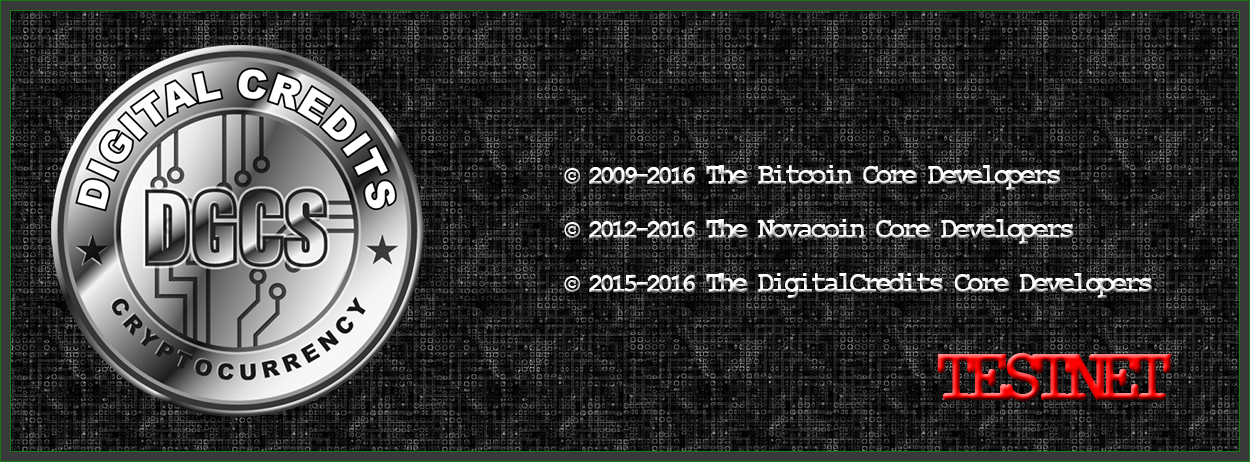 DIGITAL CREDITS
DGCS
CRYPTOCURRENCY
© 2009-2016 The Bitcoin Core Developers
© 2012-2016 The Novacoin Core Developers
© 2015-2016 The DigitalCredits Core Developers
TESTNET